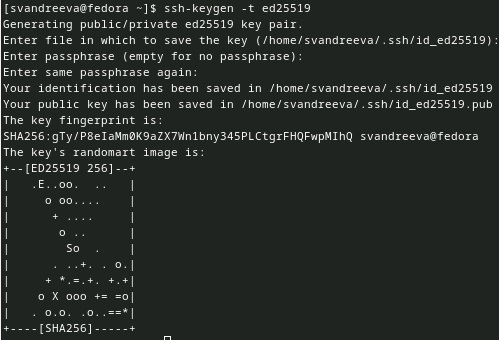 [svandreeva@fedora ~]$ ssh-keygen -t ed25519
Generating public/private ed25519 key pair.
Enter file in which to save the key (/home/svandreeva/.ssh/id_ed25519):
Enter passphrase (empty for no passphrase):
Enter same passphrase again:
Your identification has been saved in /home/svandreeva/.ssh/id_ed25519
Your public key has been saved in /home/svandreeva/.ssh/id_ed25519.pub
The key fingerprint is:
SHA256:gTy/P8eIaMm0K9aZX7Wn1bny345PLCtgrFHQFwpMIhQ svandreeva@fedora
The key's randomart image is:
+--[ED25519 256]--+
|   .E..oo.  ..   |
|     o oo....    |
|      + ....     |
|       o ..      |
|        So  .    |
|      . ..+. . o.|
|     + *.=.+. +.+|
|    o X ooo += =o|
|   . o.o. .o..==*|
+----[SHA256]-----+